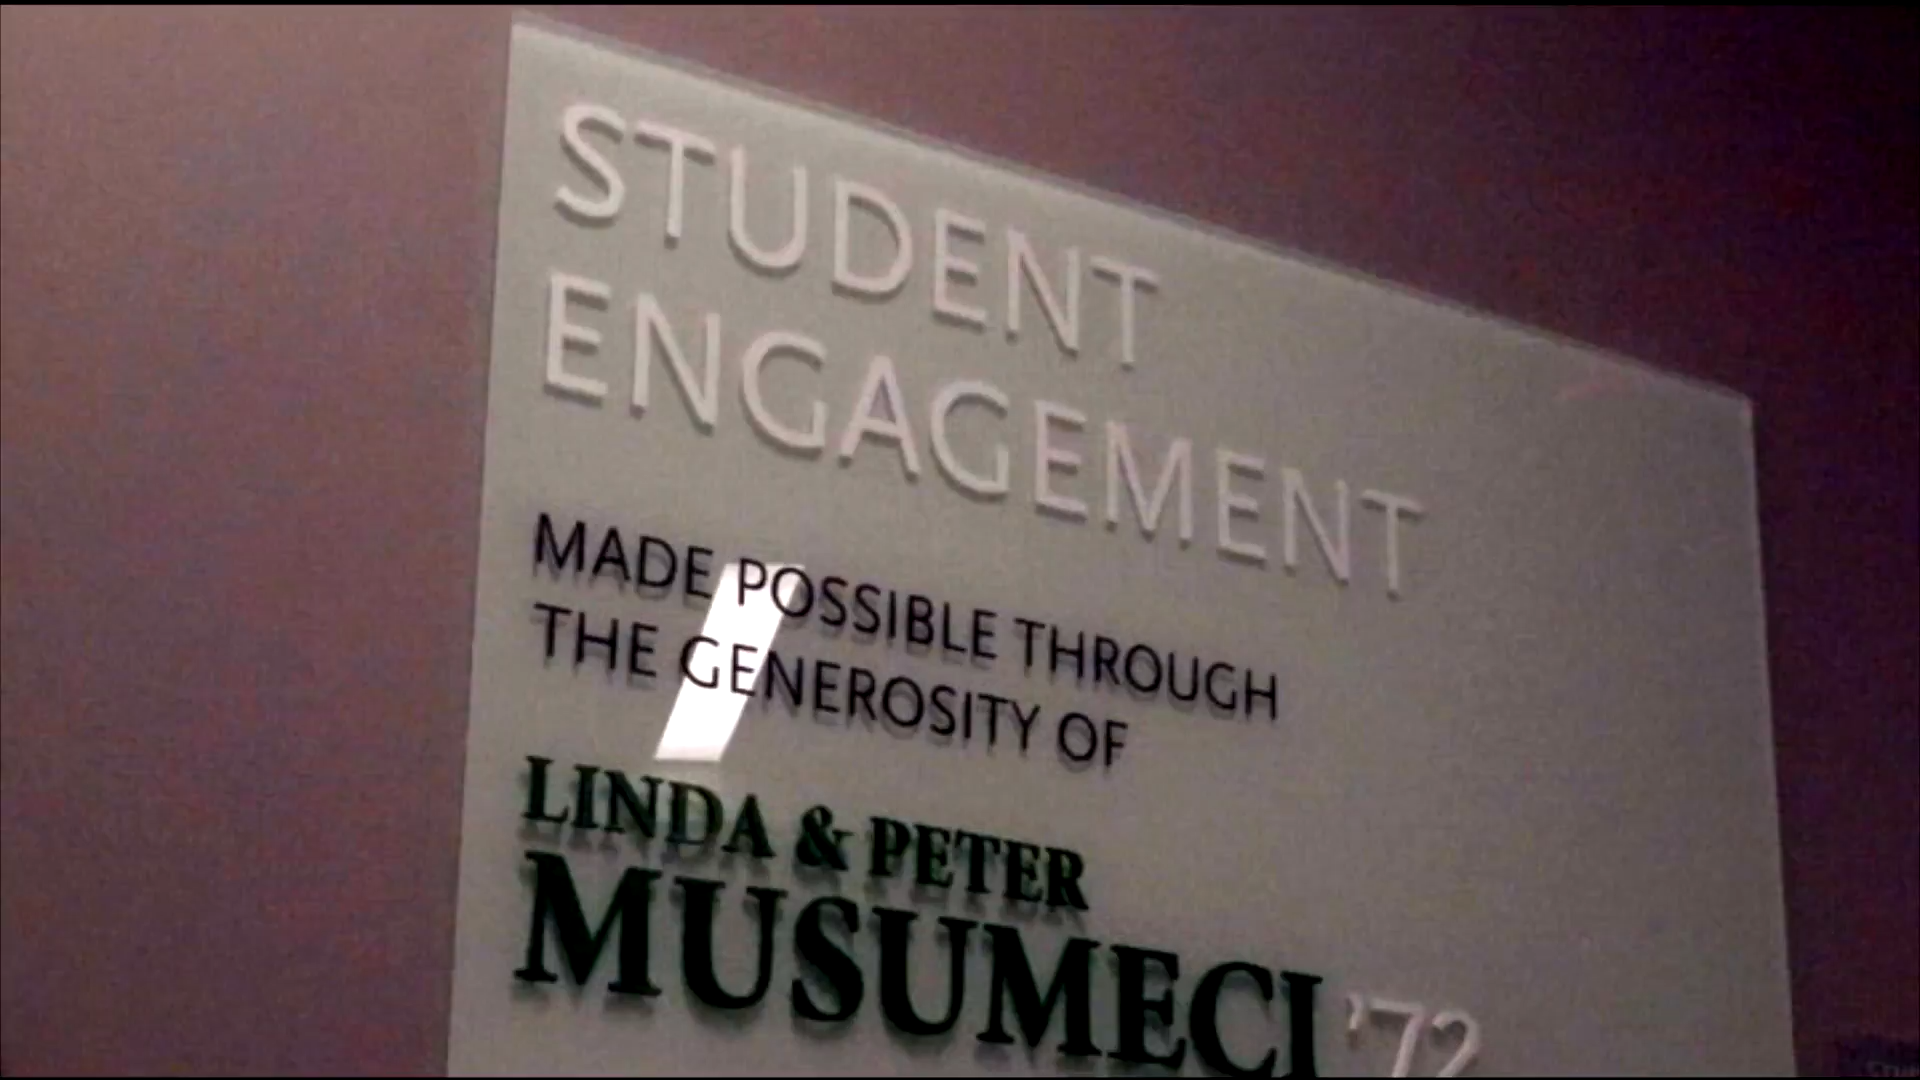 STUDENT
ENGAGEMENT
MADE POSSIBLE THROUGH
THE GENEROSITY OF
LINDA & PETER
MUSUMECI '72